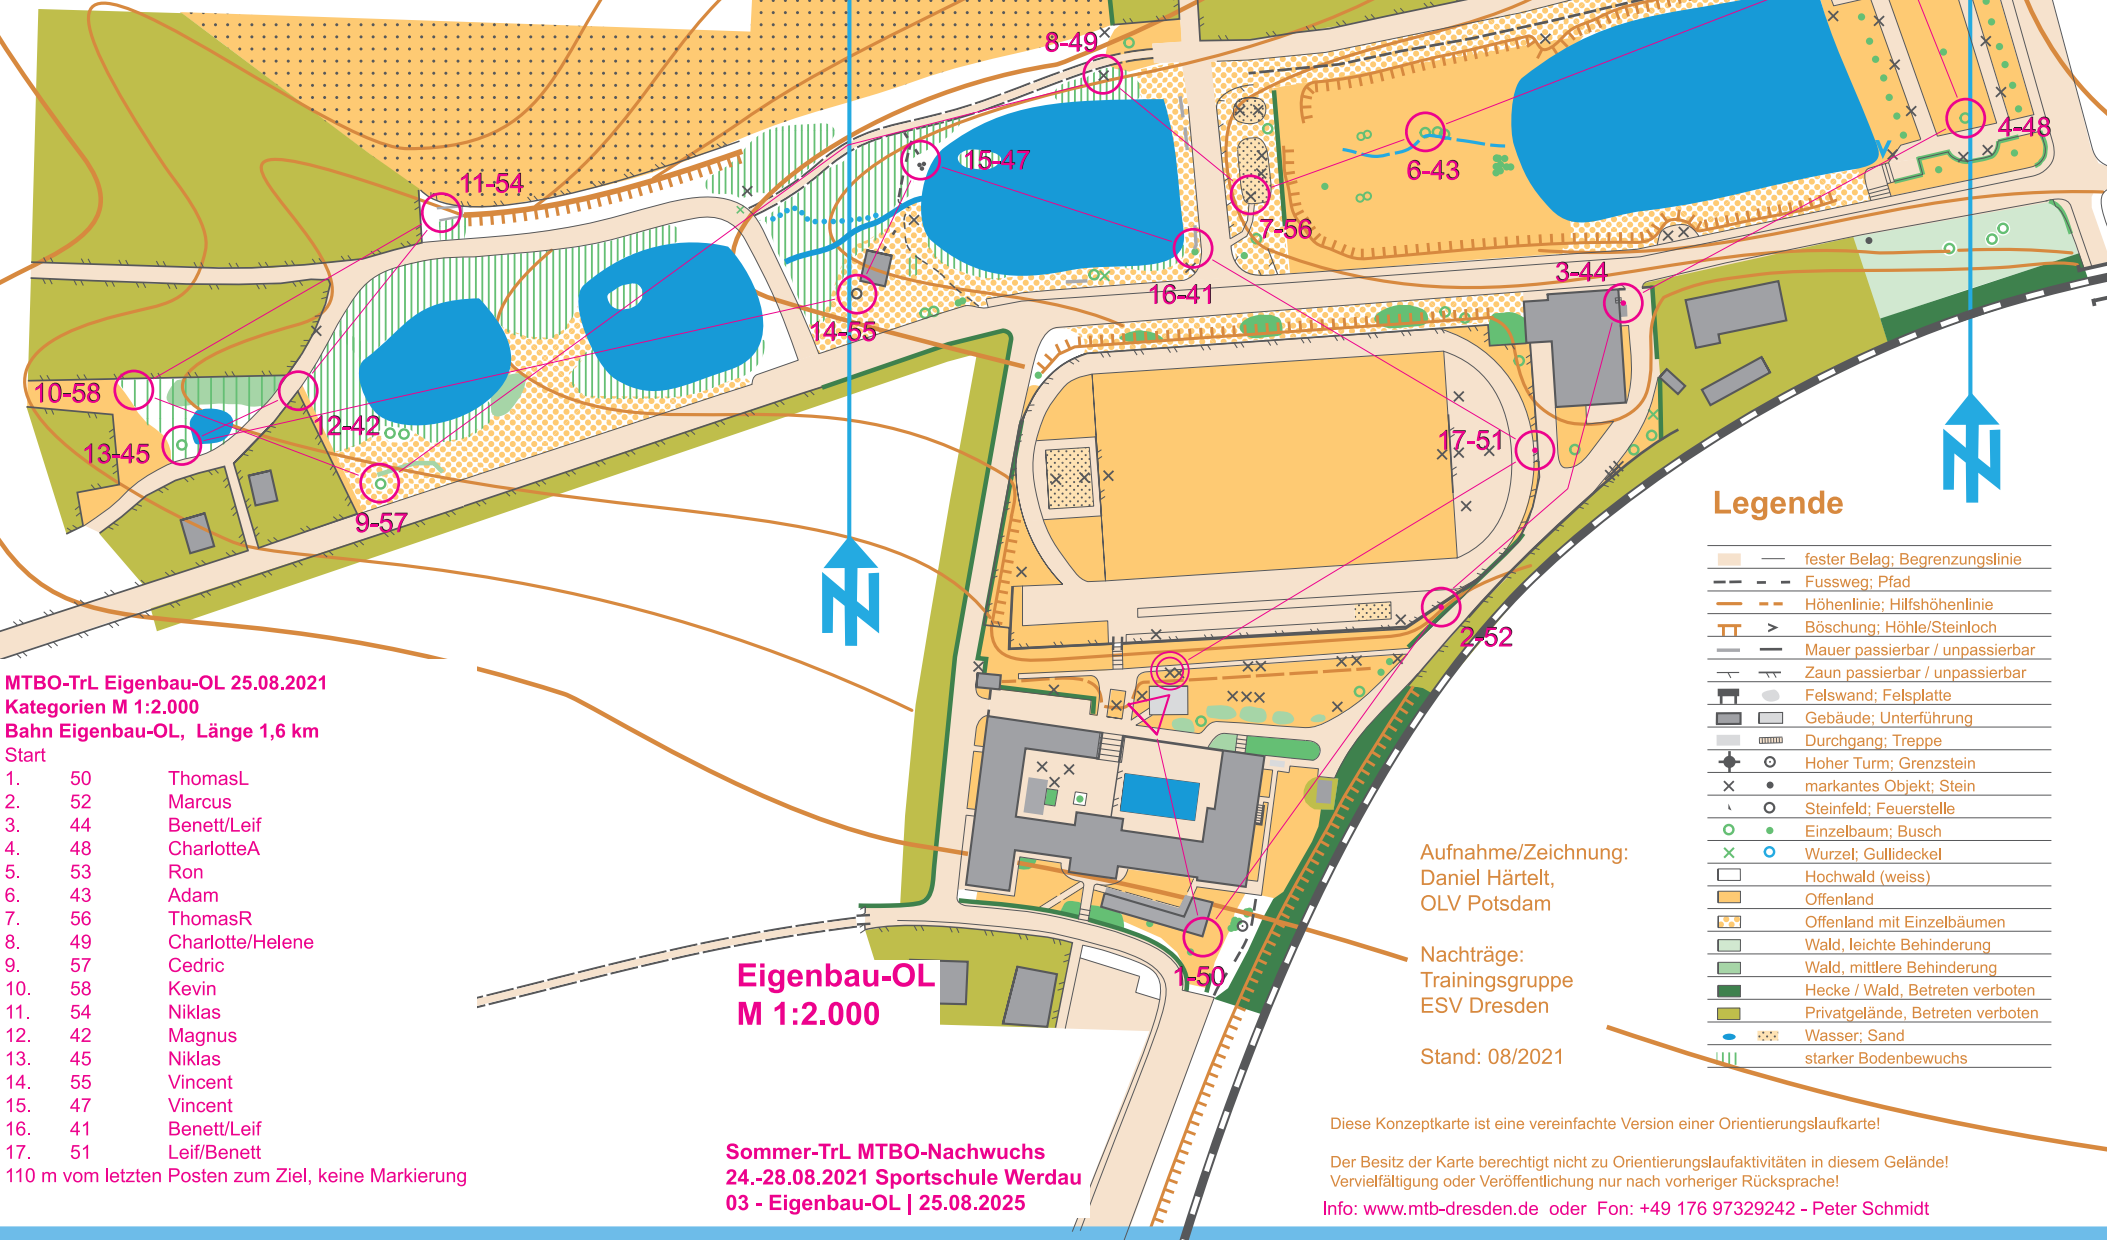 8-49
4-48
15-47
6-43
11-54
7-56
3-44
16-41
14-55
10-58
12-42
13-45
17-51
9-57
2-52
1-50
Legende
fester Belag; Begrenzungslinie
Fussweg; Pfad
Höhenlinie; Hilfshöhenlinie
Böschung; Höhle/Steinloch
Mauer passierbar / unpassierbar
Zaun passierbar / unpassierbar
Felswand; Felsplatte
Gebäude; Unterführung
Durchgang; Treppe
Hoher Turm; Grenzstein
markantes Objekt; Stein
Steinfeld; Feuerstelle
Einzelbaum; Busch
Wurzel; Gullideckel
Hochwald (weiss)
Offenland
Offenland mit Einzelbäumen
Wald, leichte Behinderung
Wald, mittlere Behinderung
Hecke / Wald, Betreten verboten
Privatgelände, Betreten verboten
Wasser; Sand
starker Bodenbewuchs
MTBO-TrL Eigenbau-OL 25.08.2021
Kategorien M 1:2.000
Bahn Eigenbau-OL, Länge 1,6 km
Start
1. 50 ThomasL
2. 52 Marcus
3. 44 Benett/Leif
4. 48 CharlotteA
5. 53 Ron
6. 43 Adam
7. 56 ThomasR
8. 49 Charlotte/Helene
9. 57 Cedric
10. 58 Kevin
11. 54 Niklas
12. 42 Magnus
13. 45 Niklas
14. 55 Vincent
15. 47 Vincent
16. 41 Benett/Leif
17. 51 Leif/Benett
110 m vom letzten Posten zum Ziel, keine Markierung
Eigenbau-OL
M 1:2.000
Aufnahme/Zeichnung:
Daniel Härtelt,
OLV Potsdam
Nachträge:
Trainingsgruppe
ESV Dresden
Stand: 08/2021
Sommer-TrL MTBO-Nachwuchs
24.-28.08.2021 Sportschule Werdau
03 - Eigenbau-OL | 25.08.2025
Diese Konzeptkarte ist eine vereinfachte Version einer Orientierungslaufkarte!
Der Besitz der Karte berechtigt nicht zu Orientierungslaufaktivitäten in diesem Gelände!
Vervielfältigung oder Veröffentlichung nur nach vorheriger Rücksprache!
Info: www.mtb-dresden.de oder Fon: +49 176 97329242 - Peter Schmidt